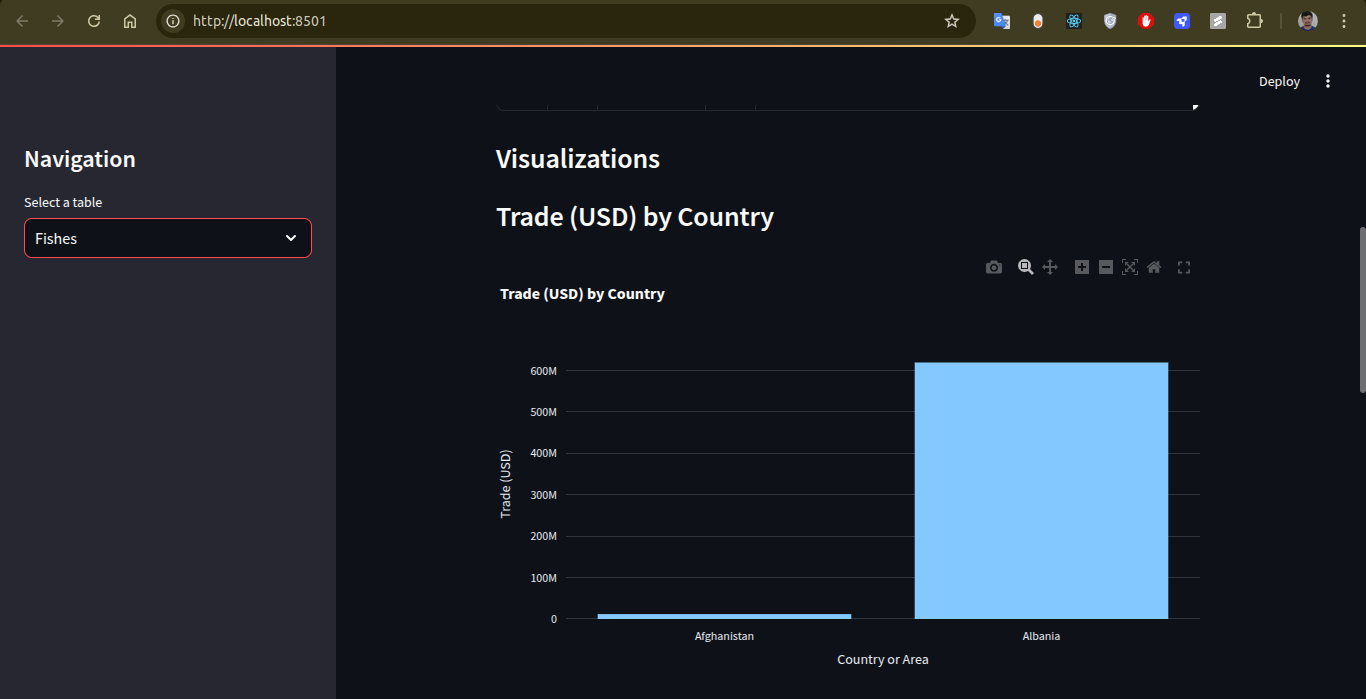 http://localhost:8501
Deploy
Navigation
Select a table
Fishes
Visualizations
Trade (USD) by Country
Trade (USD) by Country
600M
500M
400M
300M
200M
100M
0
Trade (USD)
Afghanistan
Albania
Country or Area